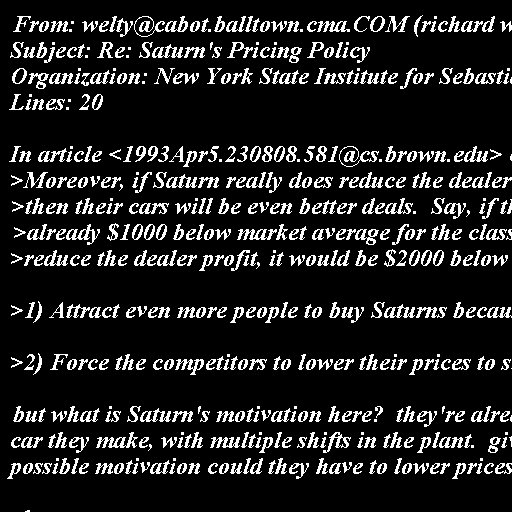 From: welty@cabot.balltown.cma.COM (richard w
Subject: Re: Saturn's Pricing Policy
Organization: New York State Institute for Sebasti
Lines: 20
In article <1993Apr5.230808.581@cs.brown.edu>
>Moreover, if Saturn really does reduce the dealer
>then their cars will be even better deals. Say, if th
>already $1000 below market average for the class
>reduce the dealer profit, it would be $2000 below
>1) Attract even more people to buy Saturns becau
>2) Force the competitors to lower their prices to s
but what is Saturn's motivation here? they're alre
car they make, with multiple shifts in the plant. gi
possible motivation could they have to lower prices